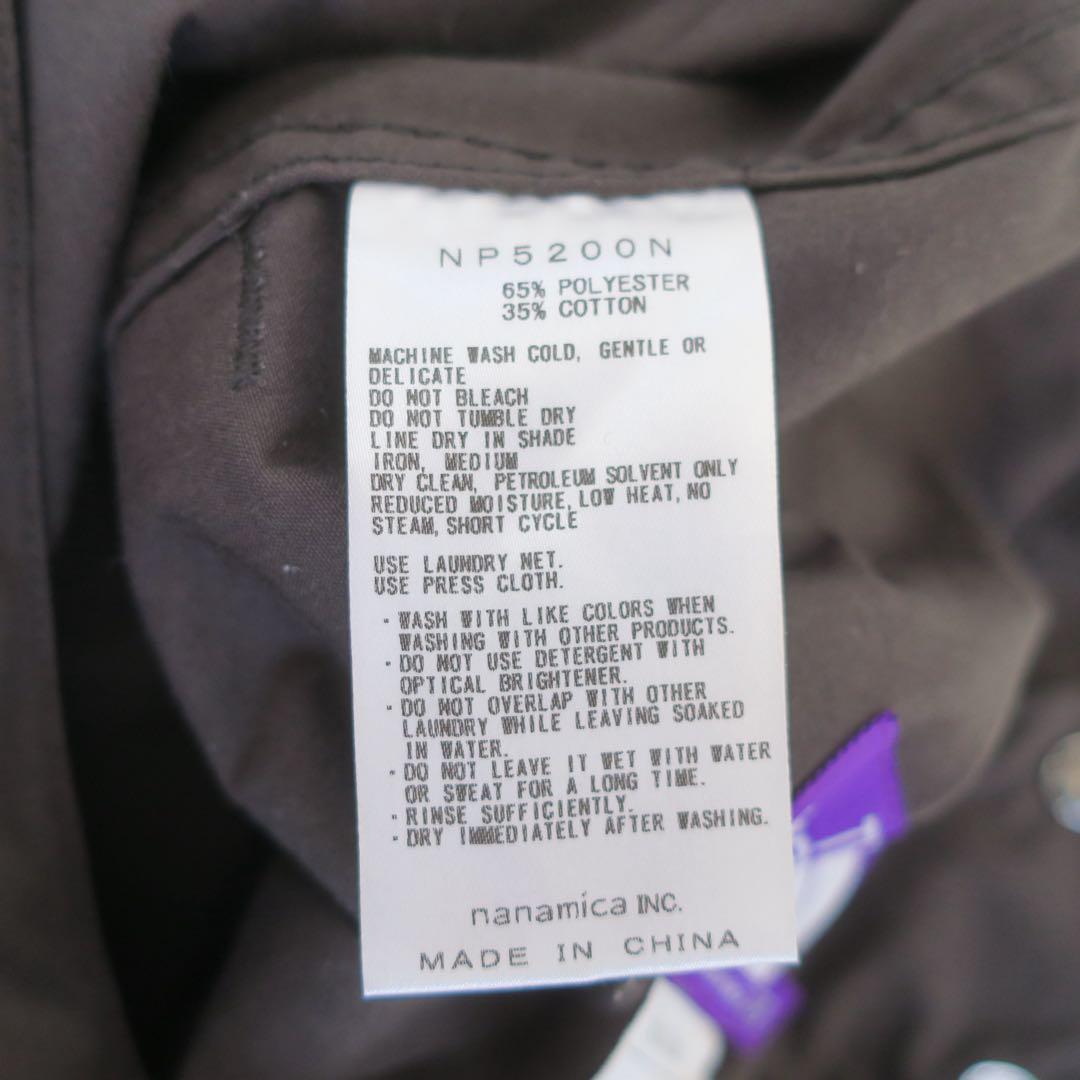 NP5200N
65% POLYESTER
35% COTTON
MACHINE WASH COLD, GENTLE OR
DELICATE
DO NOT BLEACH
DO NOT TUMBLE DRY
LINE DRY IN SHADE
IRON, MEDIUM
DRY CLEAN, PETROLEUM SOLVENT ONLY
REDUCED MOISTURE, LOW HEAT, NO
STEAM, SHORT CYCLE
USE LAUNDRY NET.
USE PRESS CLOTH.
· WASH WITH LIKE COLORS WHEN
WASHING WITH OTHER PRODUCTS.
· DO NOT USE DETERGENT WITH
OPTICAL BRIGHTENER.
· DO NOT OVERLAP WITH OTHER
LAUNDRY WHILE LEAVING SOAKED
IN WATER.
· DO NOT LEAVE IT WET WITH WATER
OR SWEAT FOR A LONG TIME.
· RINSE SUFFICIENTLY.
· DRY IMMEDIATELY AFTER WASHING.
nanamica INC.
MADE IN CHINA